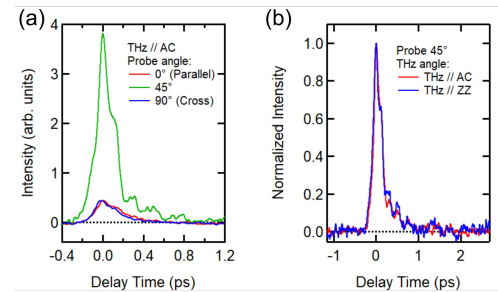 (a)
THz // AC
Probe angle:
0° (Parallel)
45°
90° (Cross)
Intensity (arb. units)
4
3
2
1
0
-0.4 0.0 0.4 0.8 1.2
Delay Time (ps)
(b)
Probe 45°
THz angle:
THz // AC
THz // ZZ
Normalized Intensity
1.0
0.8
0.6
0.4
0.2
0.0
-1 0 1 2
Delay Time (ps)